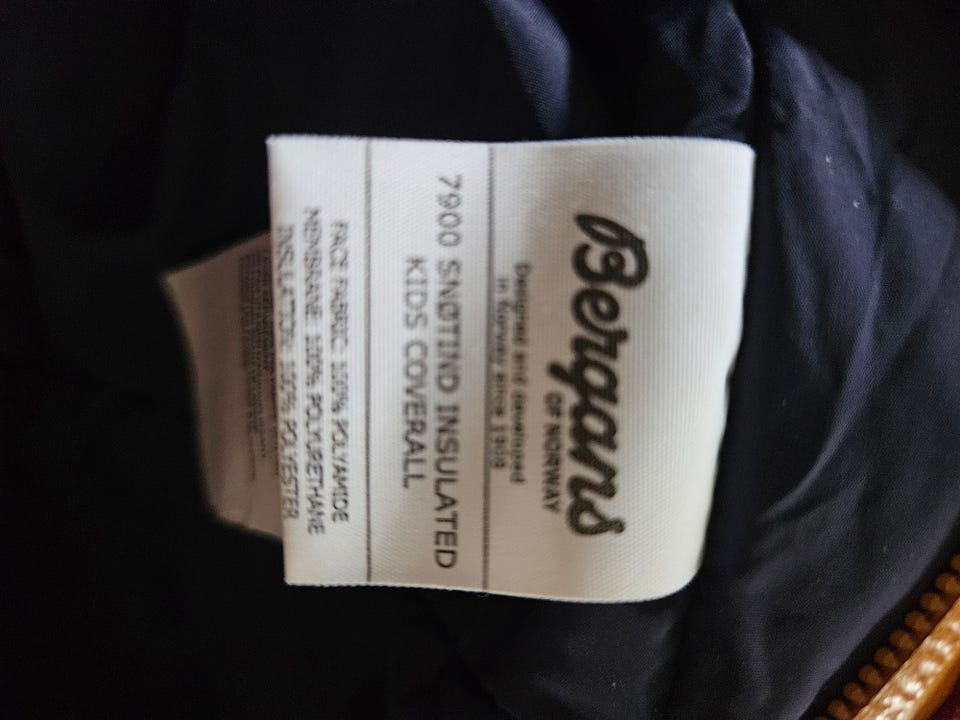 Bergans
OF NORWAY
Designed and developed
in Norway since 1908
7900 SNØTIND INSULATED
KIDS COVERALL
FACE FABRIC: 100% POLYAMIDE
MEMBRANE: 100% POLYURETHANE
INSULATION: 100% POLYESTER